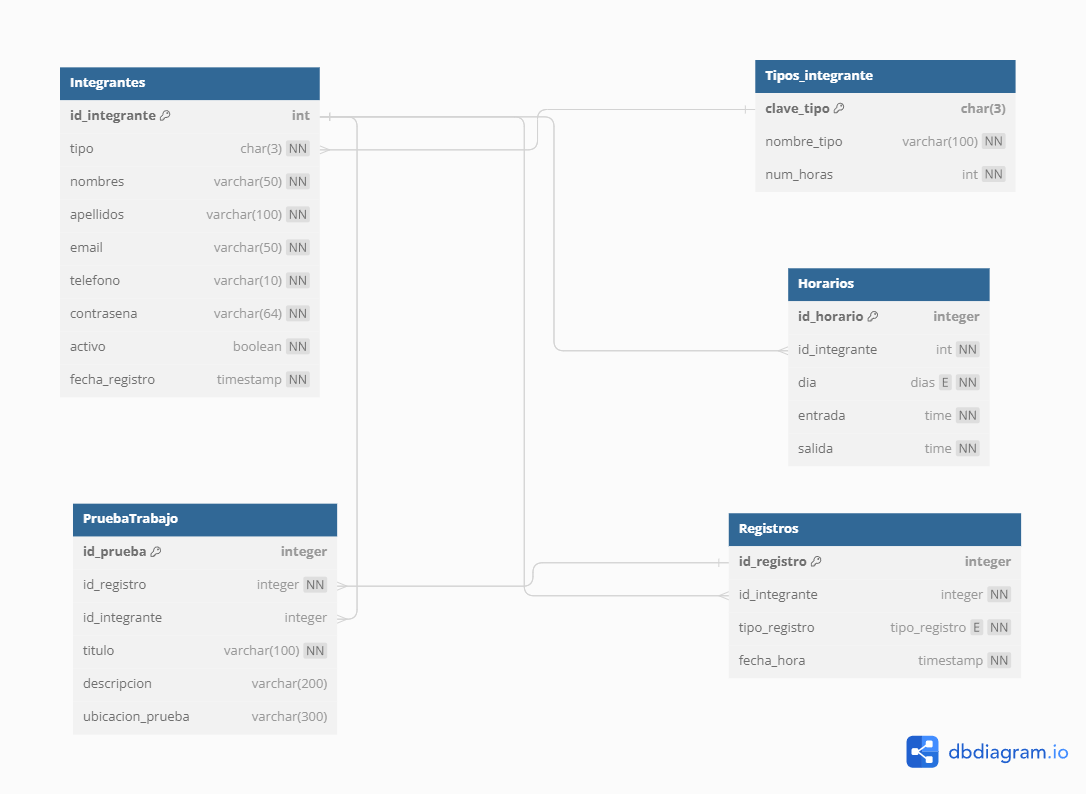 Integrantes
id_integrante int
tipo char(3) NN
nombres varchar(50) NN
apellidos varchar(100) NN
email varchar(50) NN
telefono varchar(10) NN
contrasena varchar(64) NN
activo boolean NN
fecha_registro timestamp NN
Tipos_integrante
clave_tipo char(3)
nombre_tipo varchar(100) NN
num_horas int NN
Horarios
id_horario integer
id_integrante int NN
dia dias E NN
entrada time NN
salida time NN
PruebaTrabajo
id_prueba integer
id_registro integer NN
id_integrante integer
titulo varchar(100) NN
descripcion varchar(200)
ubicacion_prueba varchar(300)
Registros
id_registro integer
id_integrante integer NN
tipo_registro tipo_registro E NN
fecha_hora timestamp NN
dbdiagram.io